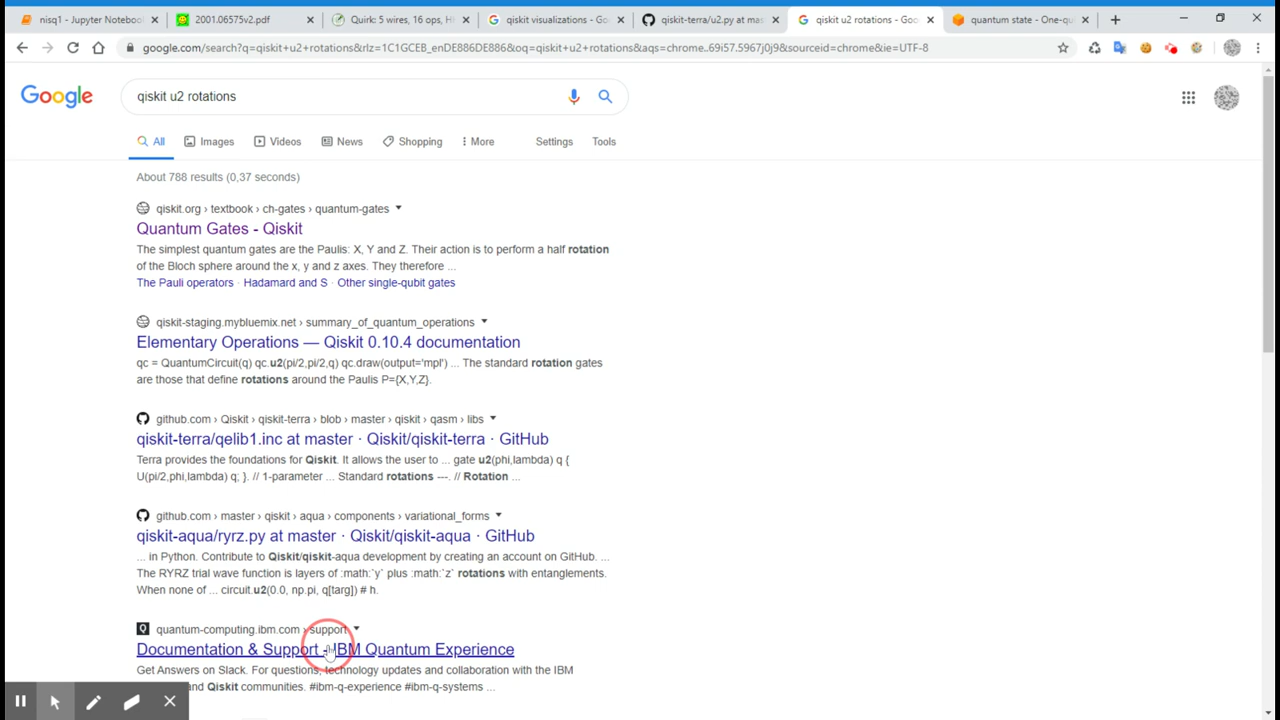 nisq1 - Jupyter Notebook
2001.06575v2.pdf
Quirk: 5 wires, 16 ops, H
qiskit visualizations - Go
qiskit-terra/u2.py at mas
qiskit u2 rotations - Goo
quantum state - One-qu
google.com/search?q=qiskit+u2+rotations&rlz=1C1GCEB_enDE886DE886&oq=qiskit+u2+rotations&aqs=chrome..69i57.5967j0j9&sourceid=chrome&ie=UTF-8
Google
qiskit u2 rotations
All Images Videos News Shopping More Settings Tools
About 788 results (0,37 seconds)
qiskit.org › textbook › ch-gates › quantum-gates
Quantum Gates - Qiskit
The simplest quantum gates are the Paulis: X, Y and Z. Their action is to perform a half rotation
of the Bloch sphere around the x, y and z axes. They therefore ...
The Pauli operators · Hadamard and S · Other single-qubit gates
qiskit-staging.mybluemix.net › summary_of_quantum_operations
Elementary Operations — Qiskit 0.10.4 documentation
qc = QuantumCircuit(q) qc.u2(pi/2,pi/2,q) qc.draw(output='mpl') ... The standard rotation gates
are those that define rotations around the Paulis P={X,Y,Z}.
github.com › Qiskit › qiskit-terra › blob › master › qiskit › qasm › libs
qiskit-terra/qelib1.inc at master · Qiskit/qiskit-terra · GitHub
Terra provides the foundations for Qiskit. It allows the user to ... gate u2(phi,lambda) q {
U(pi/2,phi,lambda) q; }. // 1-parameter ... Standard rotations ---. // Rotation ...
github.com › master › qiskit › aqua › components › variational_forms
qiskit-aqua/ryrz.py at master · Qiskit/qiskit-aqua · GitHub
... in Python. Contribute to Qiskit/qiskit-aqua development by creating an account on GitHub. ...
The RYRZ trial wave function is layers of :math:`y` plus :math:`z` rotations with entanglements.
When none of ... circuit.u2(0.0, np.pi, q[targ]) # h.
Q quantum-computing.ibm.com › support
Documentation & Support - IBM Quantum Experience
Get Answers on Slack. For questions, technology updates and collaboration with the IBM
and Qiskit communities. #ibm-q-experience #ibm-q-systems ...